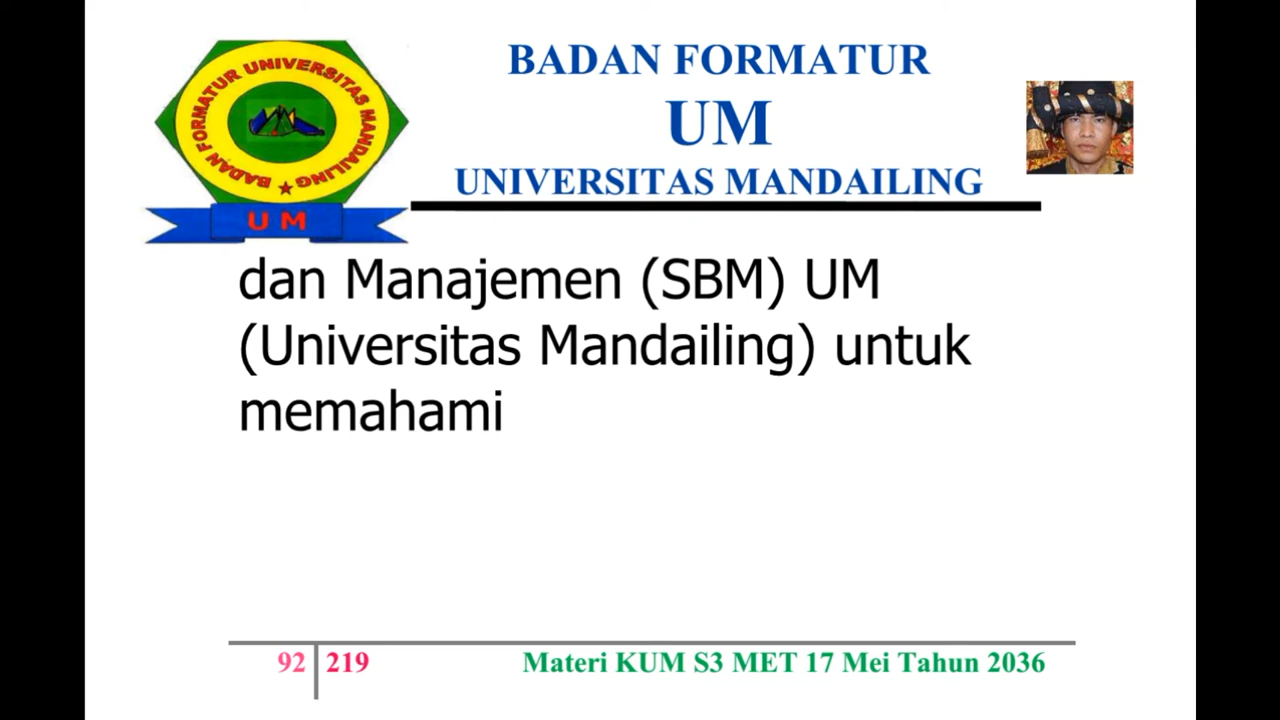 BADAN FORMATUR UNIVERSITAS MANDAILING
UM
BADAN FORMATUR
UM
UNIVERSITAS MANDAILING
dan Manajemen (SBM) UM
(Universitas Mandailing) untuk
memahami
92 219 Materi KUM S3 MET 17 Mei Tahun 2036